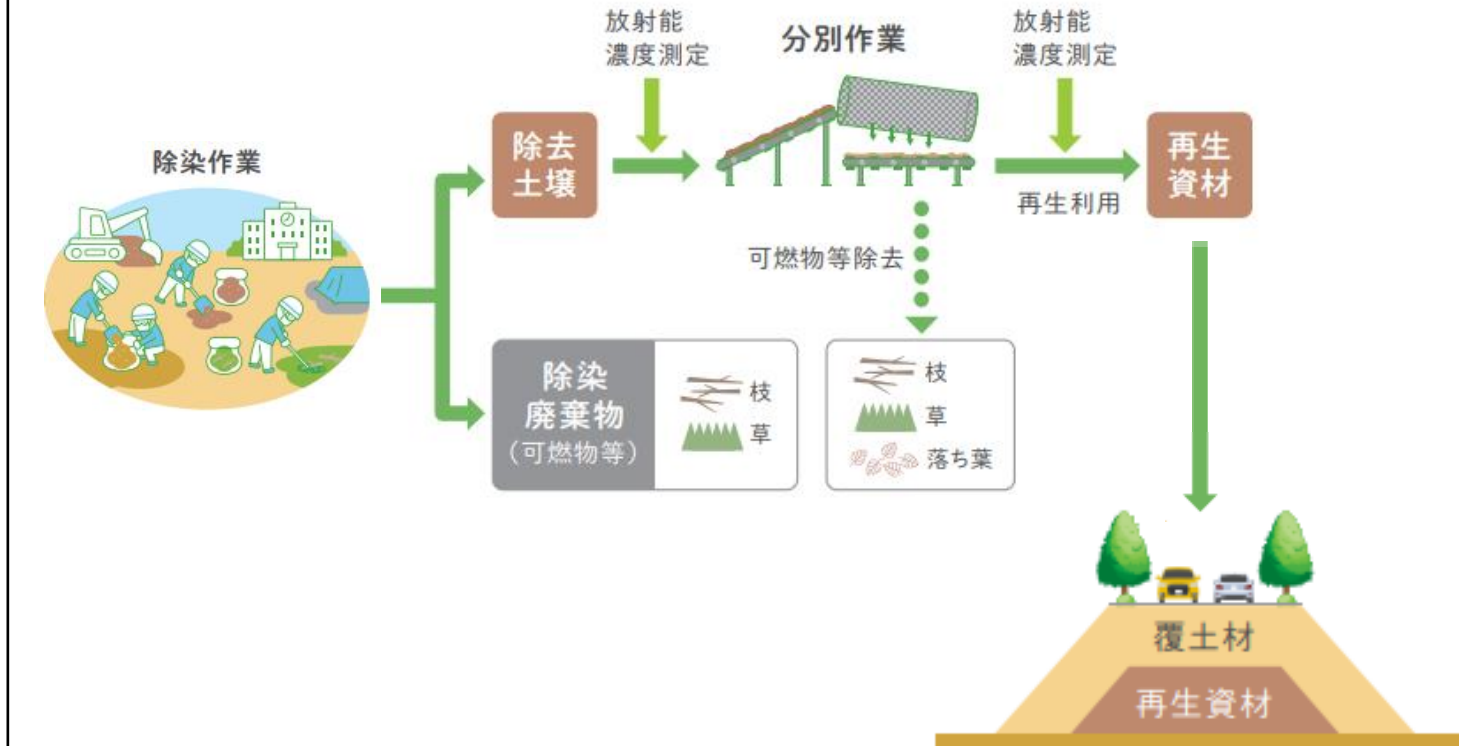 除染作業
除去
土壌
放射能
濃度測定
分別作業
放射能
濃度測定
再生利用
再生
資材
可燃物等除去
除染
廃棄物
（可燃物等）
枝
草
枝
草
落ち葉
覆土材
再生資材